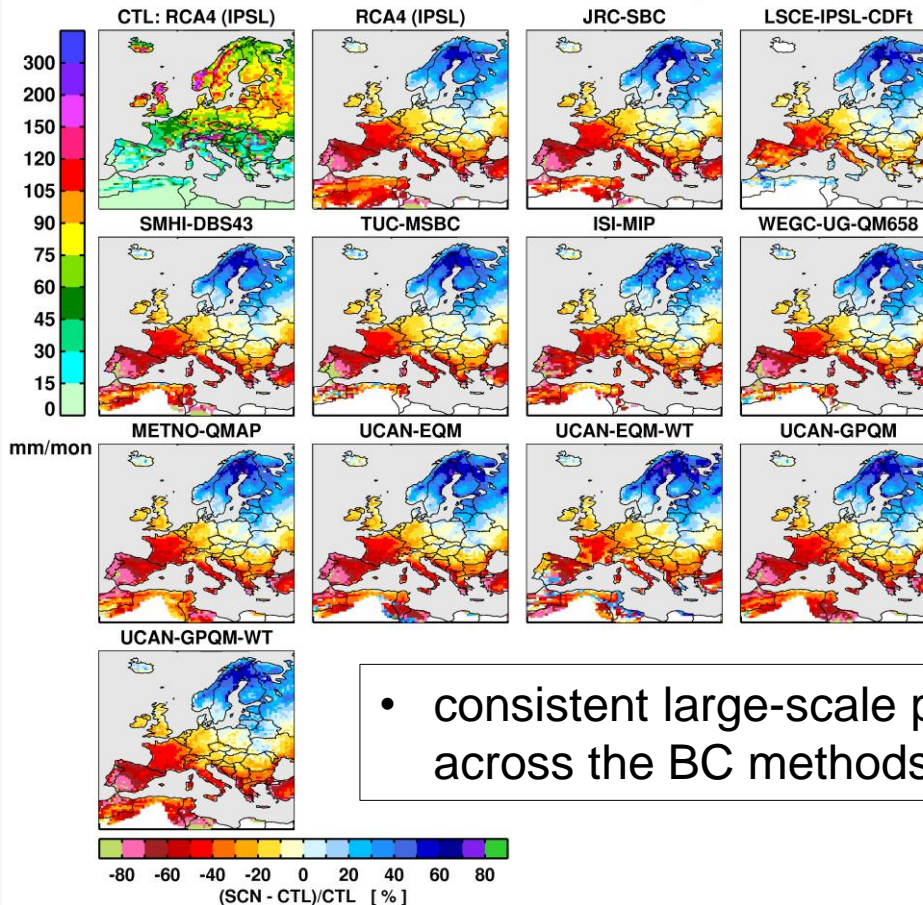 CTL: RCA4 (IPSL) RCA4 (IPSL) JRC-SBC LSCE-IPSL-CDFt
300
200
150
120
105
90
75
60
45
30
15
0
mm/mon
SMHI-DBS43 TUC-MSBC ISI-MIP WEGC-UG-QM658
METNO-QMAP UCAN-EQM UCAN-EQM-WT UCAN-GPQM
UCAN-GPQM-WT
• consistent large-scale
across the BC methods
-80 -60 -40 -20 0 20 40 60 80
(SCN - CTL)/CTL [ % ]